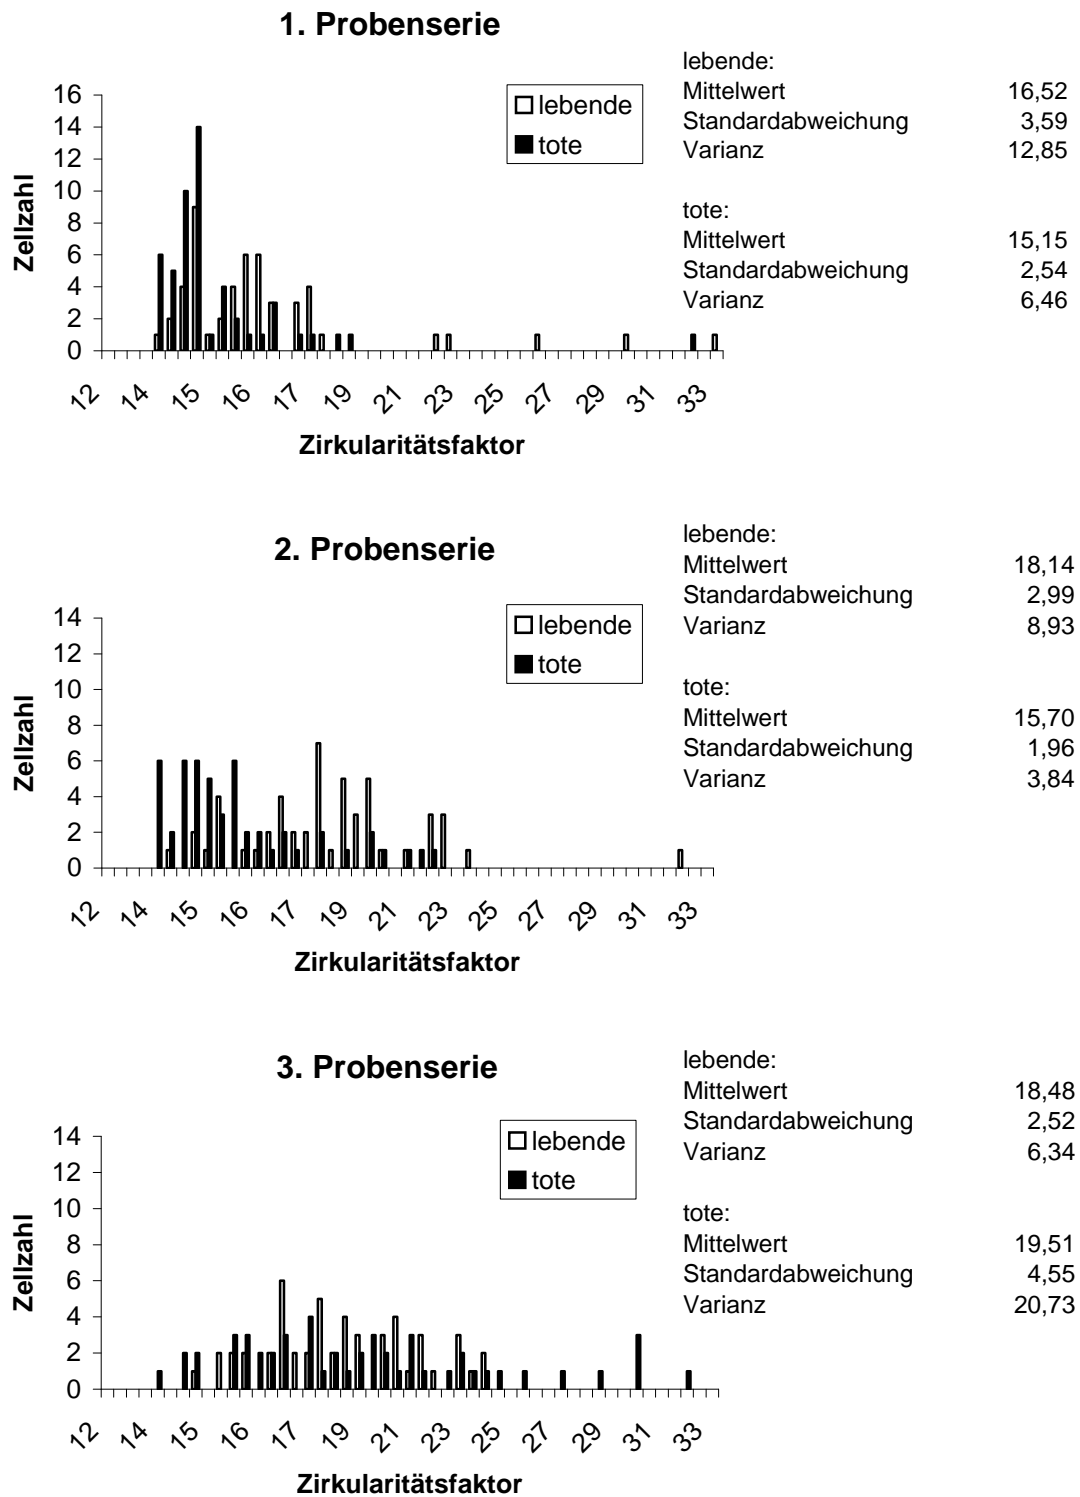 1. Probenserie
lebende:
Mittelwert 16,52
Standardabweichung 3,59
Varianz 12,85
tote:
Mittelwert 15,15
Standardabweichung 2,54
Varianz 6,46
lebende
tote
16
14
12
10
8
6
4
2
0
Zellzahl
12 14 15 16 17 19 21 23 25 27 29 31 33
Zirkularitätsfaktor
2. Probenserie
lebende:
Mittelwert 18,14
Standardabweichung 2,99
Varianz 8,93
tote:
Mittelwert 15,70
Standardabweichung 1,96
Varianz 3,84
lebende
tote
14
12
10
8
6
4
2
0
Zellzahl
12 14 15 16 17 19 21 23 25 27 29 31 33
Zirkularitätsfaktor
3. Probenserie
lebende:
Mittelwert 18,48
Standardabweichung 2,52
Varianz 6,34
tote:
Mittelwert 19,51
Standardabweichung 4,55
Varianz 20,73
lebende
tote
14
12
10
8
6
4
2
0
Zellzahl
12 14 15 16 17 19 21 23 25 27 29 31 33
Zirkularitätsfaktor